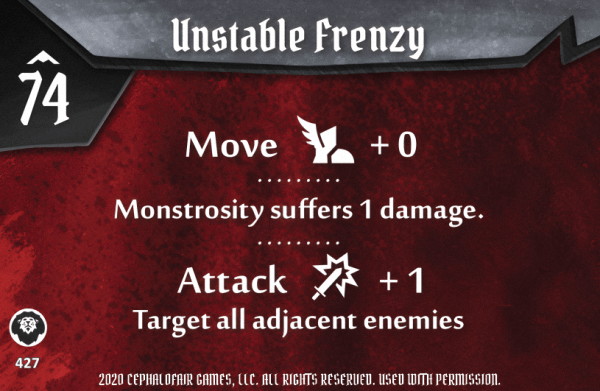 Unstable Frenzy
74
Move + 0
Monstrosity suffers 1 damage.
Attack + 1
Target all adjacent enemies
427
2020 CEPHALOFAIR GAMES, LLC. ALL RIGHTS RESERVED. USED WITH PERMISSION.